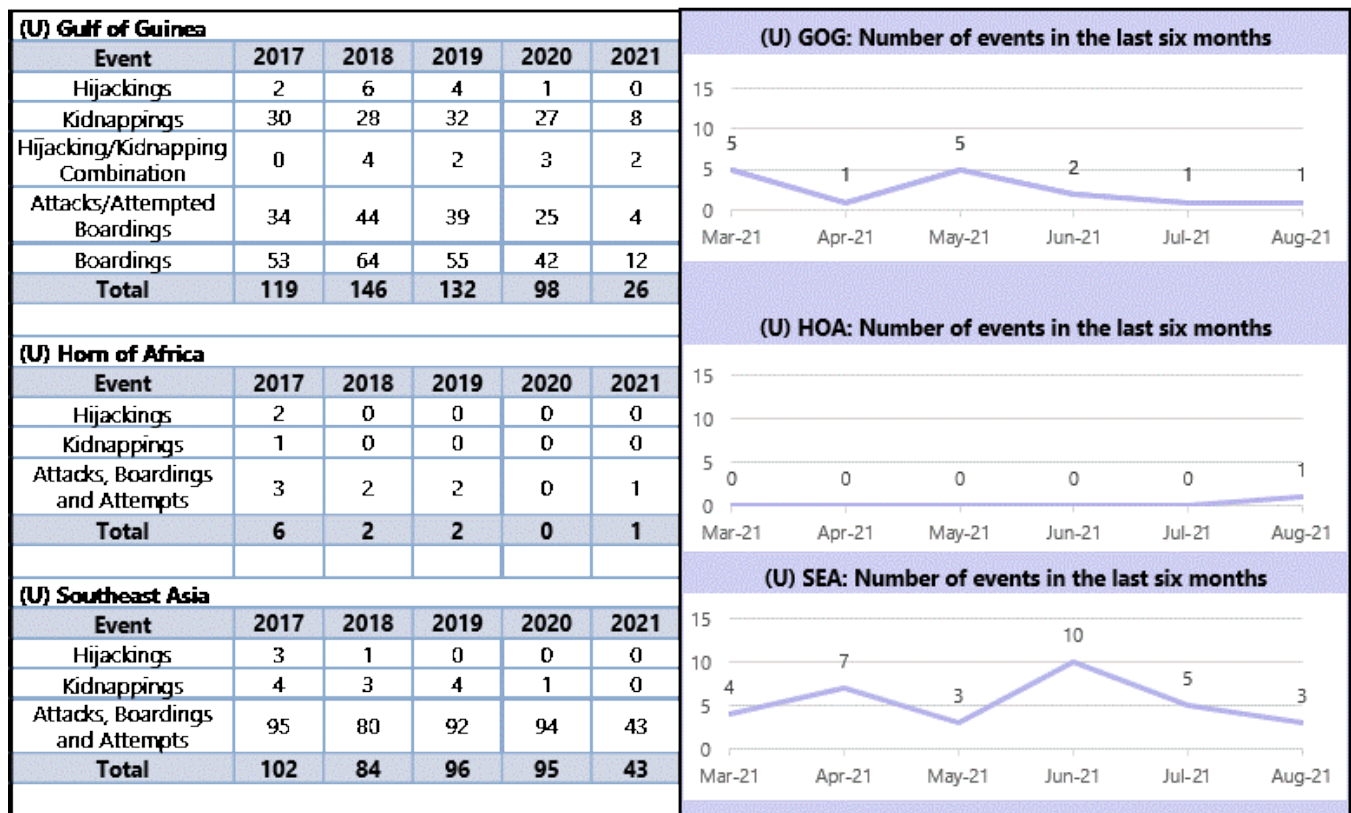 (U) Gulf of Guinea
Event 2017 2018 2019 2020 2021
Hijackings 2 6 4 1 0
Kidnappings 30 28 32 27 8
Hijacking/Kidnapping
Combination 0 4 2 3 2
Attacks/Attempted
Boardings 34 44 39 25 4
Boardings 53 64 55 42 12
Total 119 146 132 98 26
(U) Horn of Africa
Event 2017 2018 2019 2020 2021
Hijackings 2 0 0 0 0
Kidnappings 1 0 0 0 0
Attacks, Boardings
and Attempts 3 2 2 0 1
Total 6 2 2 0 1
(U) Southeast Asia
Event 2017 2018 2019 2020 2021
Hijackings 3 1 0 0 0
Kidnappings 4 3 4 1 0
Attacks, Boardings
and Attempts 95 80 92 94 43
Total 102 84 96 95 43
(U) GOG: Number of events in the last six months
15
10
5
0
5 1 5 2 1 1
Mar-21 Apr-21 May-21 Jun-21 Jul-21 Aug-21
(U) HOA: Number of events in the last six months
15
10
5
0
0 0 0 0 0 1
Mar-21 Apr-21 May-21 Jun-21 Jul-21 Aug-21
(U) SEA: Number of events in the last six months
15
10
5
0
4 7 3 10 5 3
Mar-21 Apr-21 May-21 Jun-21 Jul-21 Aug-21